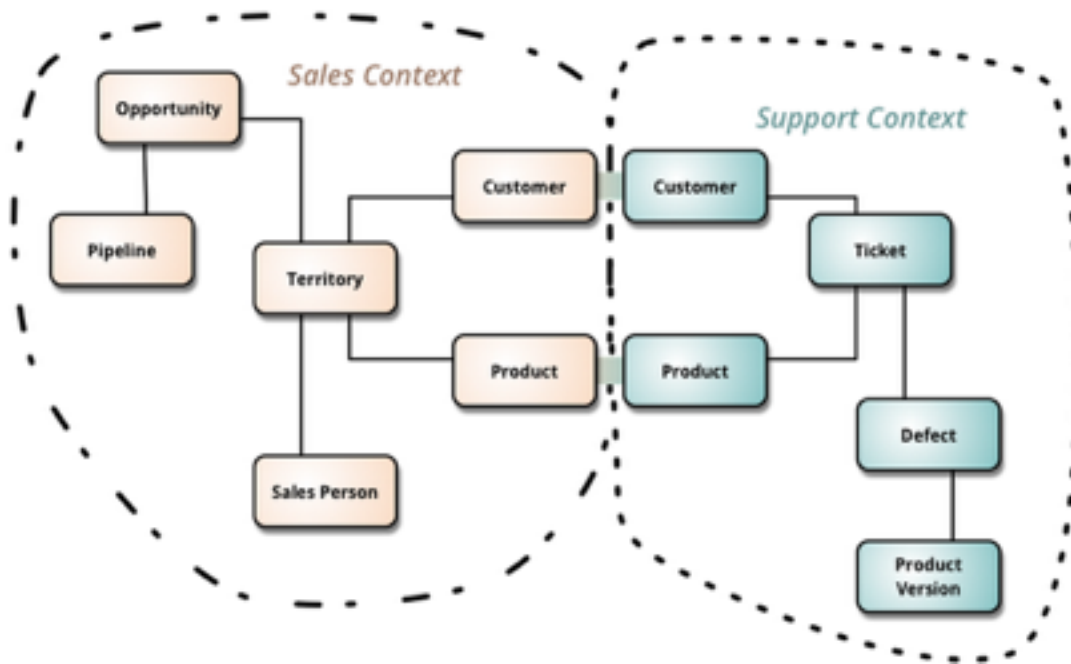 Sales Context
Opportunity
Support Context
Customer
Customer
Pipeline
Ticket
Territory
Product
Product
Defect
Sales Person
Product
Version